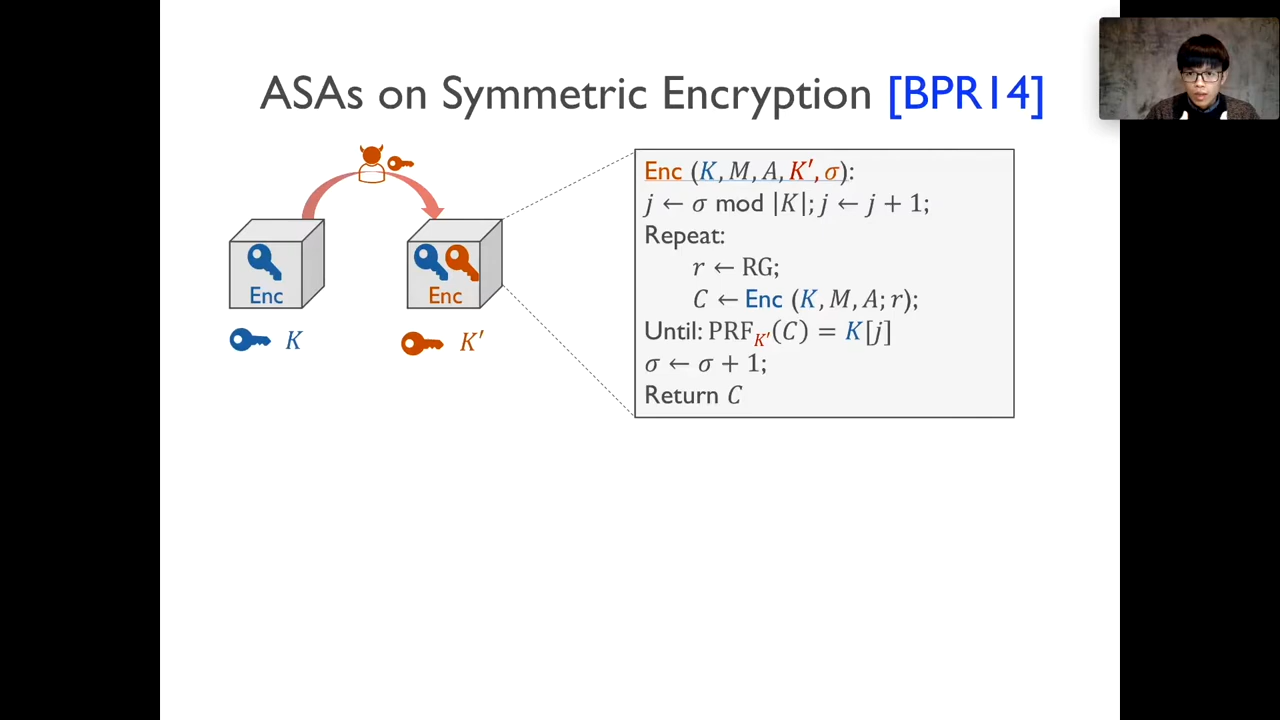 ASAs on Symmetric Encryption [BPR14]
Enc
K
Enc
K′
Enc (K, M, A, K′, σ):
j ← σ mod |K|; j ← j + 1;
Repeat:
r ← RG;
C ← Enc (K, M, A; r);
Until: PRF_K′(C) = K[j]
σ ← σ + 1;
Return C